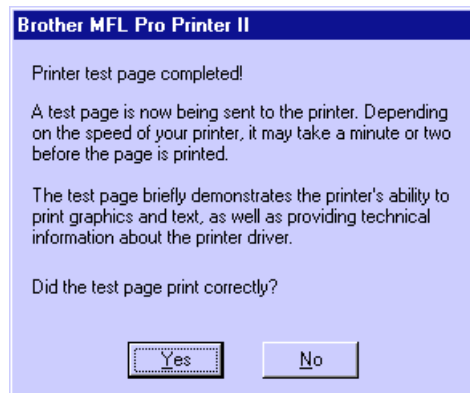 Brother MFL Pro Printer II
Printer test page completed!
A test page is now being sent to the printer. Depending
on the speed of your printer, it may take a minute or two
before the page is printed.
The test page briefly demonstrates the printer's ability to
print graphics and text, as well as providing technical
information about the printer driver.
Did the test page print correctly?
Yes No